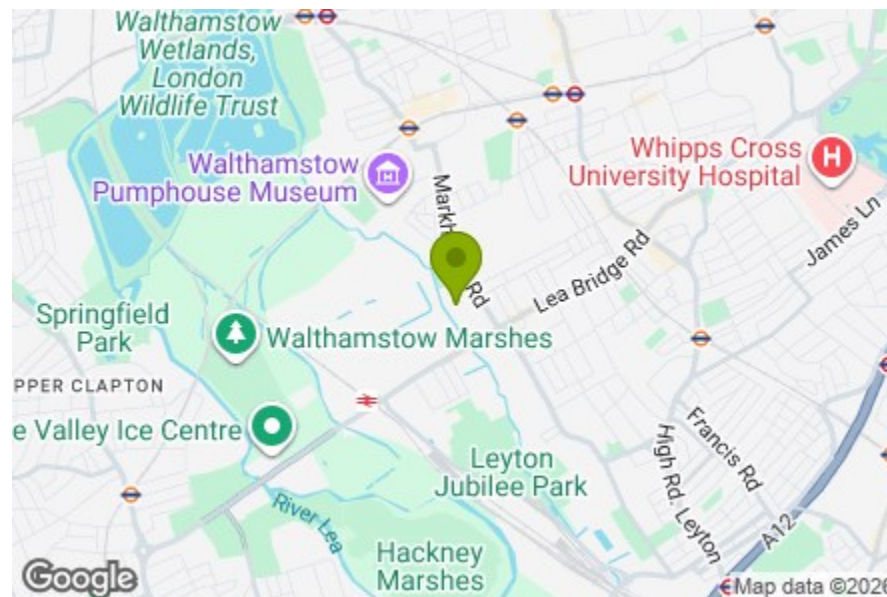 Walthamstow
Wetlands,
London
Wildlife Trust
Walthamstow
Pumphouse Museum
Whipps Cross
University Hospital
H
James Ln
Markh
Rd
Lea Bridge Rd
Springfield
Park
Walthamstow Marshes
PPER CLAPTON
e Valley Ice Centre
Leyton
Jubilee Park
Francis Rd
High Rd. Leyton
A12
River Lea
Hackney
Marshes
Google
Map data ©2026